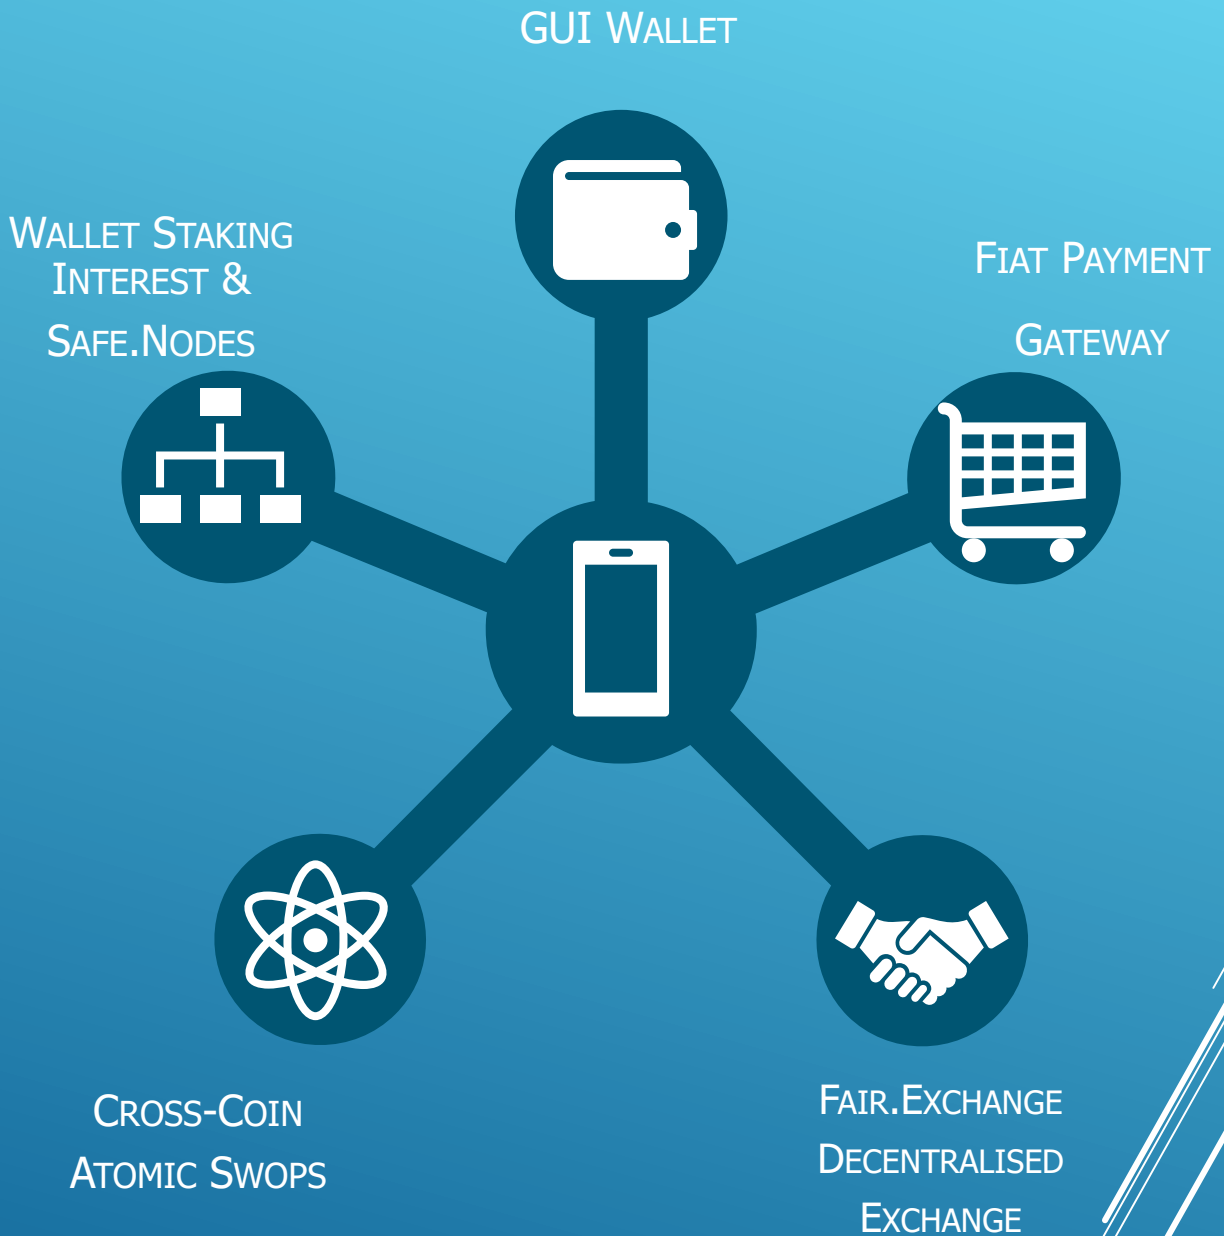 GUI Wallet
Wallet Staking
Interest &
Safe.Nodes
Fiat Payment
Gateway
Cross-Coin
Atomic Swops
Fair.Exchange
Decentralised
Exchange